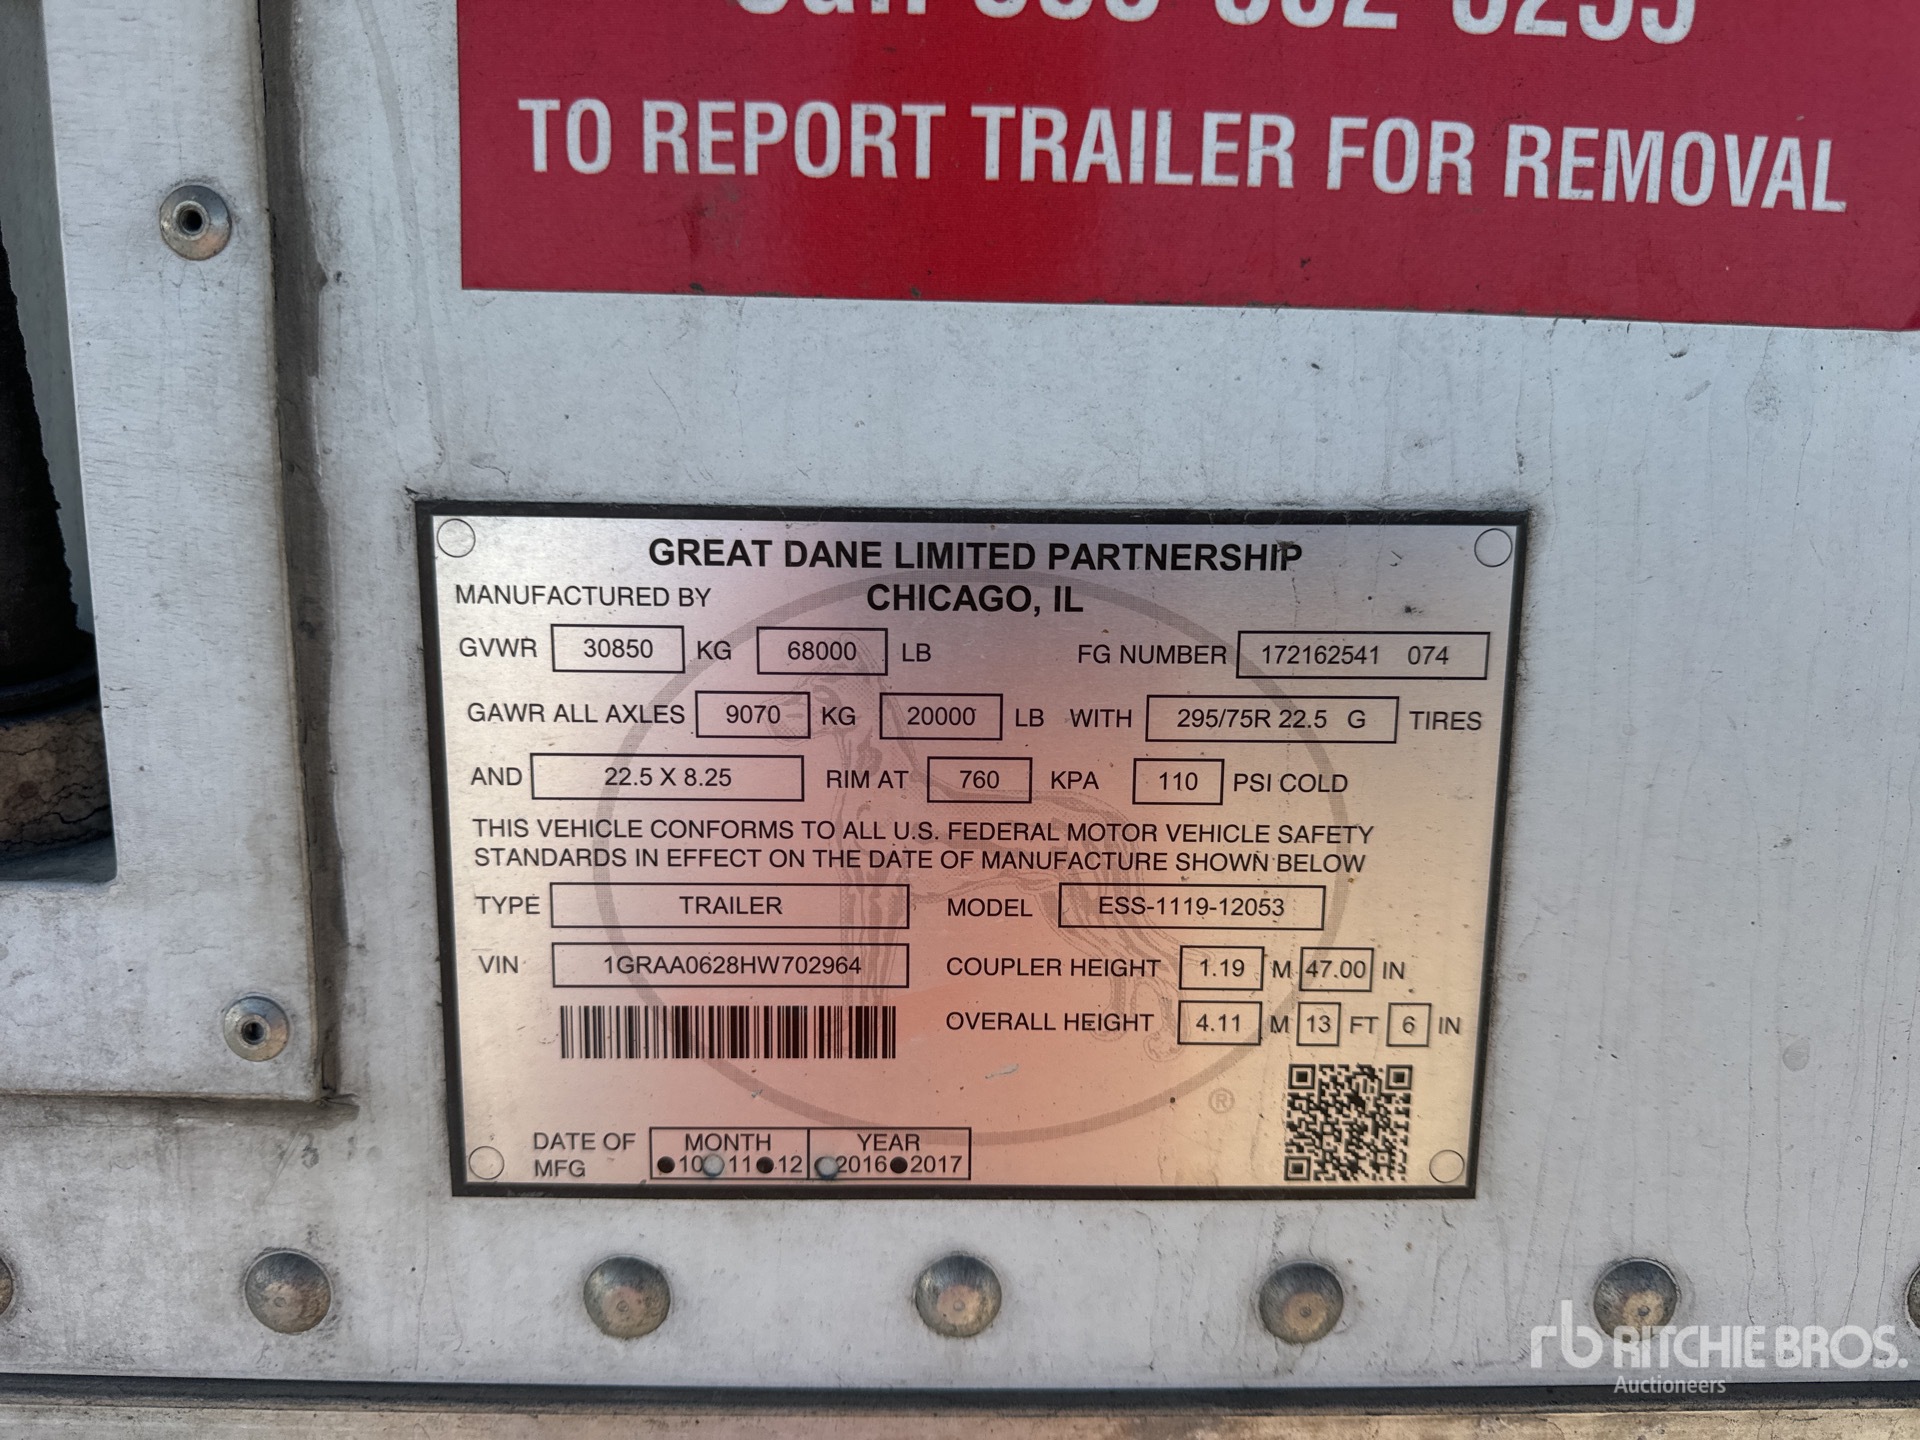 TO REPORT TRAILER FOR REMOVAL
GREAT DANE LIMITED PARTNERSHIP
MANUFACTURED BY CHICAGO, IL
GVWR 30850 KG 68000 LB FG NUMBER 172162541 074
GAWR ALL AXLES 9070 KG 20000 LB WITH 295/75R 22.5 G TIRES
AND 22.5 X 8.25 RIM AT 760 KPA 110 PSI COLD
THIS VEHICLE CONFORMS TO ALL U.S. FEDERAL MOTOR VEHICLE SAFETY
STANDARDS IN EFFECT ON THE DATE OF MANUFACTURE SHOWN BELOW
TYPE TRAILER MODEL ESS-1119-12053
VIN 1GRAA0628HW702964 COUPLER HEIGHT 1.19 M 47.00 IN
OVERALL HEIGHT 4.11 M 13 FT 6 IN
®
DATE OF MONTH YEAR
MFG 10 11 12 2016 2017
rb RITCHIE BROS.
Auctioneers